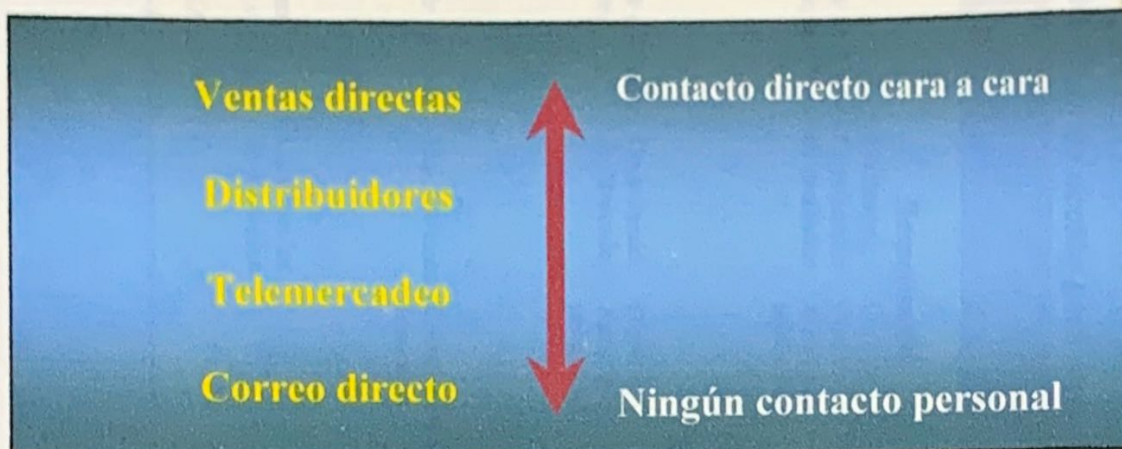 Ventas directas
Contacto directo cara a cara
Distribuidores
Telemercadeo
Correo directo
Ningún contacto personal